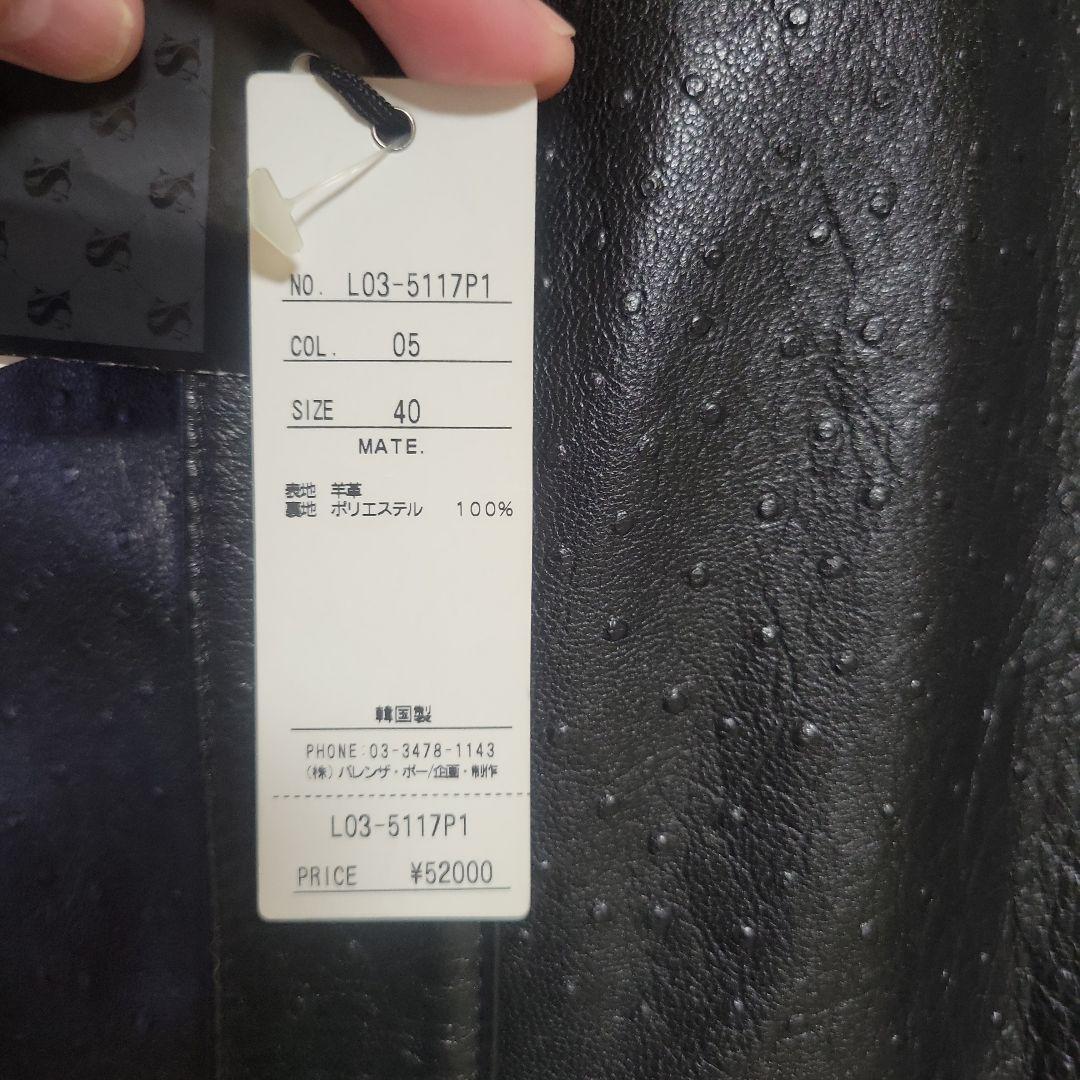 NO. L03-5117P1
COL. 05
SIZE 40
MATE.
表地 羊革
裏地 ポリエステル 100%
韓国製
PHONE:03-3478-1143
(株)バレンザ・ポー/企画・制作
L03-5117P1
PRICE ¥52000